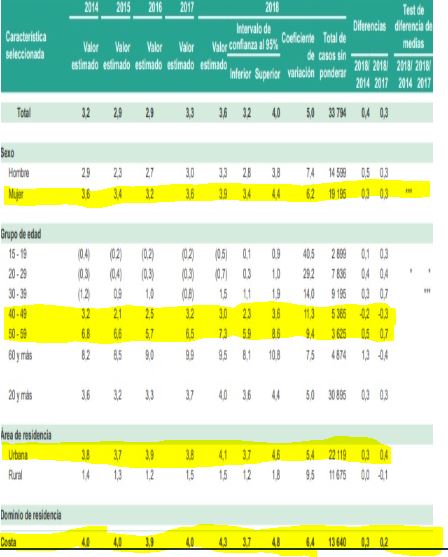 2014 2015 2016 2017 2018 Test de
Característica seleccionada Valor estimado Valor estimado Valor estimado Valor estimado Valor estimado Intervalo de confianza al 95% Inferior Superior Coeficiente de variación Total de casos sin ponderar Diferencias 2018/2014 2018/2017 diferencia de medias 2018/2014 2018/2017
Total 3,2 2,9 2,9 3,3 3,6 3,2 4,0 5,0 33 794 0,4 0,3
Sexo
Hombre 2,9 2,3 2,7 3,0 3,3 2,8 3,8 7,4 14 599 0,5 0,3
Mujer 3,6 3,4 3,2 3,6 3,9 3,4 4,4 6,2 19 195 0,3 0,3 ***
Grupo de edad
15 - 19 (0,4) (0,2) (0,2) (0,2) (0,5) 0,1 0,9 40,5 2 899 0,1 0,3
20 - 29 (0,3) (0,4) (0,3) (0,3) (0,7) 0,3 1,0 29,2 7 836 0,4 0,4 * *
30 - 39 (1,2) 0,9 1,0 (0,8) 1,5 1,1 1,9 14,0 9 195 0,3 0,7 ***
40 - 49 3,2 2,1 2,5 3,2 3,0 2,3 3,6 11,3 5 365 -0,2 -0,3
50 - 59 6,8 6,6 5,7 6,5 7,3 5,9 8,6 9,4 3 625 0,5 0,7
60 y más 8,2 8,5 9,0 9,9 9,5 8,1 10,8 7,5 4 874 1,3 -0,4
20 y más 3,6 3,2 3,3 3,7 4,0 3,6 4,4 5,0 30 895 0,3 0,3
Área de residencia
Urbana 3,8 3,7 3,9 3,8 4,1 3,7 4,6 5,4 22 119 0,3 0,4
Rural 1,4 1,3 1,2 1,5 1,5 1,2 1,8 9,5 11 675 0,0 -0,1
Dominio de residencia
Costa 4,0 4,0 3,9 4,0 4,3 3,7 4,8 6,4 13 640 0,3 0,2